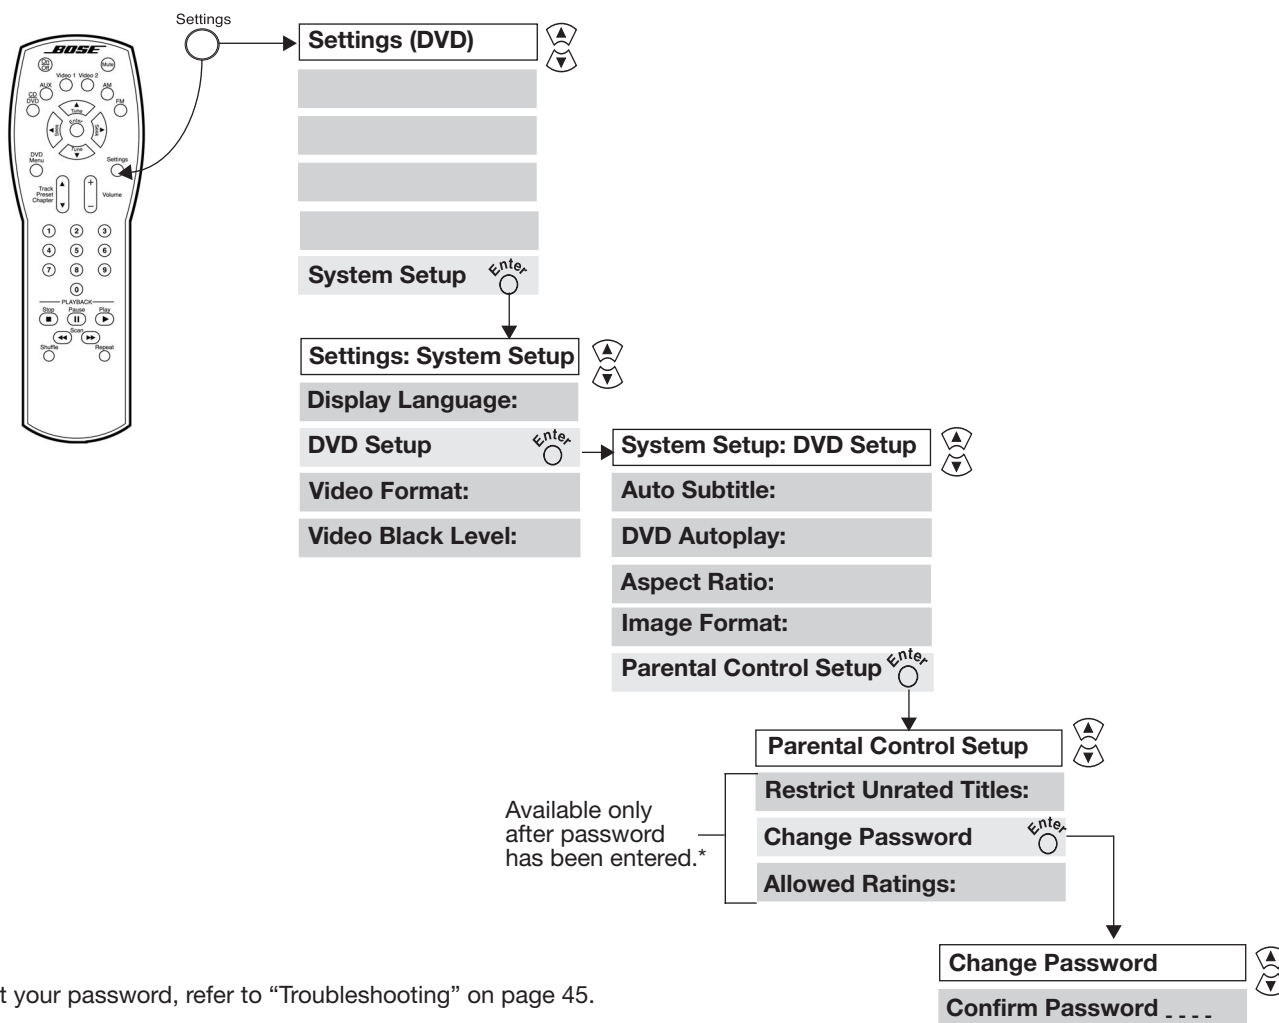 Settings
BOSE
On
Off
Mute
Video 1 Video 2
AUX
AM
CD
DVD
FM
Tune
Enter
Seek
Seek
Tune
DVD
Menu
Settings
Track
Preset
Chapter
+
–
Volume
1 2 3
4 5 6
7 8 9
0
PLAYBACK
Stop Pause Play
Scan
Shuffle
Repeat
Settings (DVD)
System Setup Enter
Settings: System Setup
Display Language:
DVD Setup Enter
Video Format:
Video Black Level:
System Setup: DVD Setup
Auto Subtitle:
DVD Autoplay:
Aspect Ratio:
Image Format:
Parental Control Setup Enter
Parental Control Setup
Restrict Unrated Titles:
Change Password Enter
Allowed Ratings:
Available only
after password
has been entered.*
Change Password
Confirm Password _ _ _ _
t your password, refer to “Troubleshooting” on page 45.